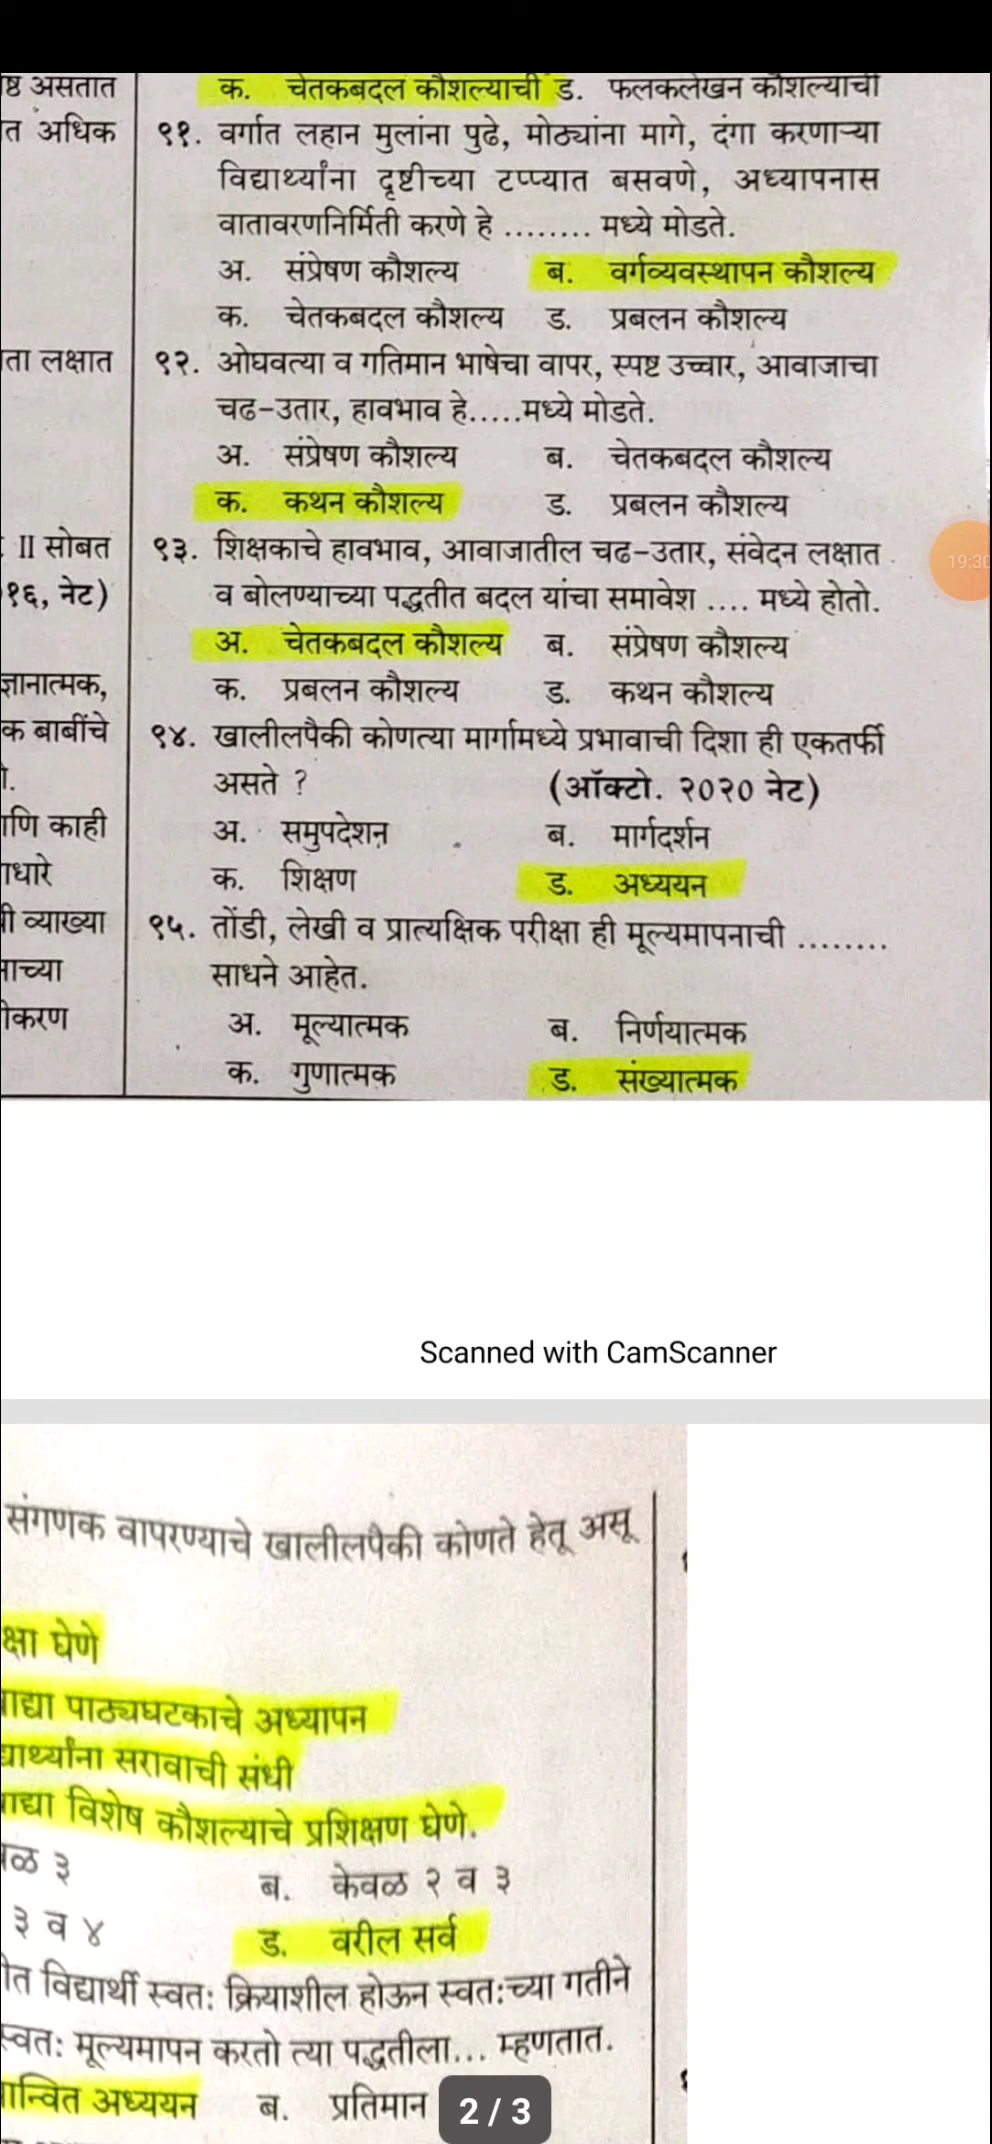 ष्ठ असतात
त अधिक
ता लक्षात
II सोबत
१६, नेट)
ज्ञानात्मक,
क बाबींचे
णि काही
ाधारे
ी व्याख्या
ाच्या
ीकरण
क. चेतकबदल कौशल्याची ड. फलकलेखन कौशल्याची
९१. वर्गात लहान मुलांना पुढे, मोठ्यांना मागे, दंगा करणाऱ्या
विद्यार्थ्यांना दृष्टीच्या टप्प्यात बसवणे, अध्यापनास
वातावरणनिर्मिती करणे हे ........ मध्ये मोडते.
अ. संप्रेषण कौशल्य ब. वर्गव्यवस्थापन कौशल्य
क. चेतकबदल कौशल्य ड. प्रबलन कौशल्य
९२. ओघवत्या व गतिमान भाषेचा वापर, स्पष्ट उच्चार, आवाजाचा
चढ-उतार, हावभाव हे.....मध्ये मोडते.
अ. संप्रेषण कौशल्य ब. चेतकबदल कौशल्य
क. कथन कौशल्य ड. प्रबलन कौशल्य
९३. शिक्षकाचे हावभाव, आवाजातील चढ-उतार, संवेदन लक्षात
व बोलण्याच्या पद्धतीत बदल यांचा समावेश .... मध्ये होतो.
अ. चेतकबदल कौशल्य ब. संप्रेषण कौशल्य
क. प्रबलन कौशल्य ड. कथन कौशल्य
९४. खालीलपैकी कोणत्या मार्गामध्ये प्रभावाची दिशा ही एकतर्फी
असते ? (ऑक्टो. २०२० नेट)
अ. समुपदेशन ब. मार्गदर्शन
क. शिक्षण ड. अध्ययन
९५. तोंडी, लेखी व प्रात्यक्षिक परीक्षा ही मूल्यमापनाची ........
साधने आहेत.
अ. मूल्यात्मक ब. निर्णयात्मक
क. गुणात्मक ड. संख्यात्मक
19:30
Scanned with CamScanner
संगणक वापरण्याचे खालीलपैकी कोणते हेतू असू
क्षा घेणे
ाद्या पाठ्यघटकाचे अध्यापन
द्यार्थ्यांना सरावाची संधी
ाद्या विशेष कौशल्याचे प्रशिक्षण घेणे.
वळ ३ ब. केवळ २ व ३
३ व ४ ड. वरील सर्व
ीत विद्यार्थी स्वतः क्रियाशील होऊन स्वतःच्या गतीने
स्वतः मूल्यमापन करतो त्या पद्धतीला... म्हणतात.
ान्वित अध्ययन ब. प्रतिमान
2 / 3